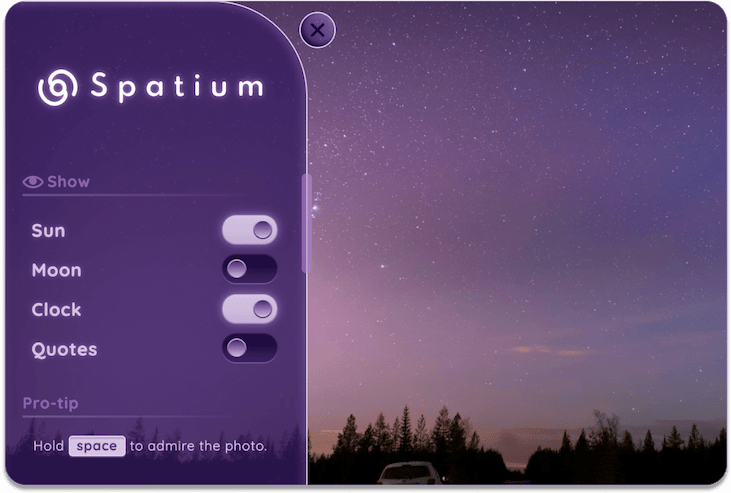 Spatium
Show
Sun
Moon
Clock
Quotes
Pro-tip
Hold space to admire the photo.